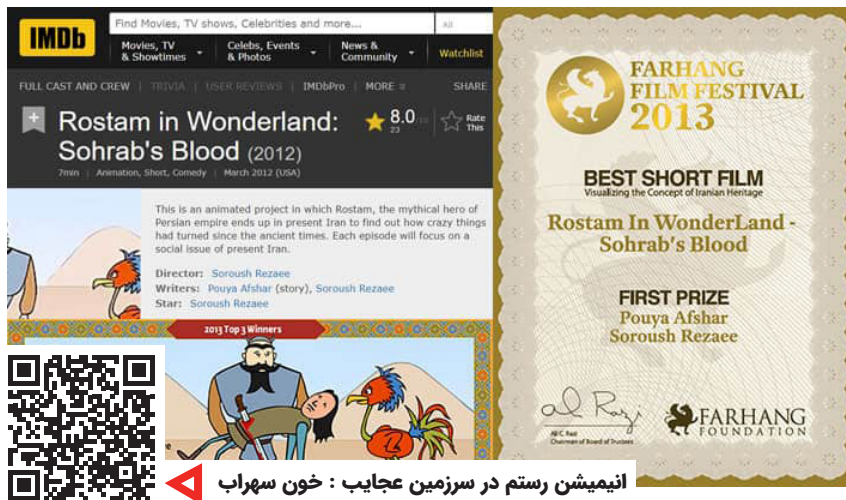 Find Movies, TV shows, Celebrities and more...
All
IMDb
Movies, TV & Showtimes
Celebs, Events & Photos
News & Community
Watchlist
FULL CAST AND CREW | TRIVIA | USER REVIEWS | IMDbPro | MORE
SHARE
Rostam in Wonderland:
Sohrab's Blood (2012)
8.0/10
23
Rate This
7min | Animation, Short, Comedy | March 2012 (USA)
This is an animated project in which Rostam, the mythical hero of
Persian empire ends up in present Iran to find out how crazy things
had turned since the ancient times. Each episode will focus on a
social issue of present Iran.
Director: Soroush Rezaee
Writers: Pouya Afshar (story), Soroush Rezaee
Star: Soroush Rezaee
2013 Top 3 Winners
FARHANG
FILM FESTIVAL
2013
BEST SHORT FILM
Visualizing the Concept of Iranian Heritage
Rostam In WonderLand -
Sohrab's Blood
FIRST PRIZE
Pouya Afshar
Soroush Rezaee
Ali C. Razi
Chairman of Board of Trustees
FARHANG
FOUNDATION
انیمیشن رستم در سرزمین عجایب : خون سهراب